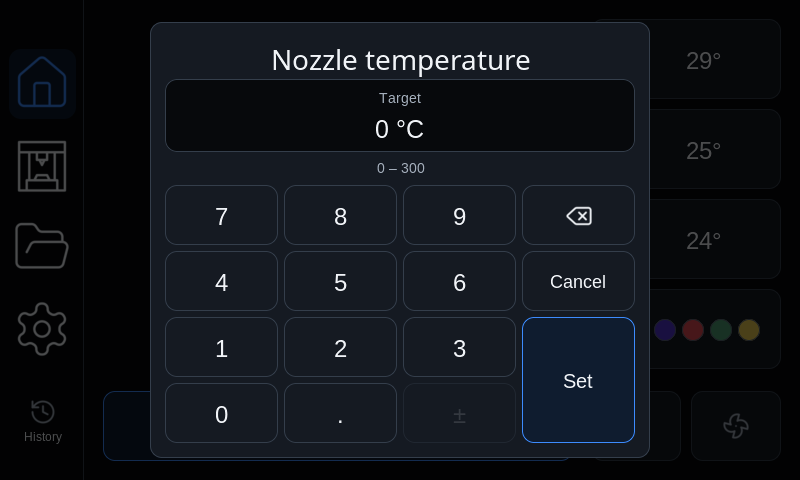 Nozzle temperature
Target
0 °C
0 – 300
7 8 9
4 5 6 Cancel
1 2 3
Set
0 . ±
29°
25°
24°
History